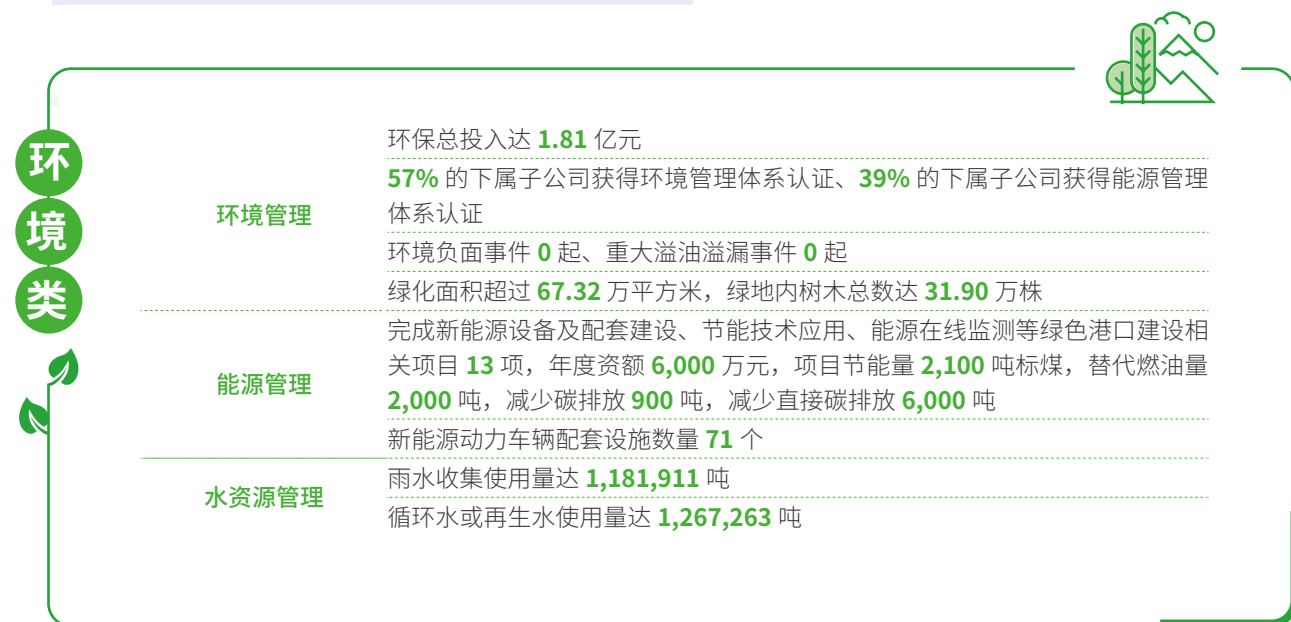 环境类
环境管理
环保总投入达 1.81 亿元
57% 的下属子公司获得环境管理体系认证、39% 的下属子公司获得能源管理
体系认证
环境负面事件 0 起、重大溢油溢漏事件 0 起
绿化面积超过 67.32 万平方米，绿地内树木总数达 31.90 万株
能源管理
完成新能源设备及配套建设、节能技术应用、能源在线监测等绿色港口建设相
关项目 13 项，年度资额 6,000 万元，项目节能量 2,100 吨标煤，替代燃油量
2,000 吨，减少碳排放 900 吨，减少直接碳排放 6,000 吨
新能源动力车辆配套设施数量 71 个
水资源管理
雨水收集使用量达 1,181,911 吨
循环水或再生水使用量达 1,267,263 吨